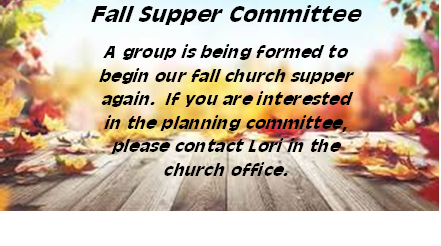 Fall Supper Committee
A group is being formed to
begin our fall church supper
again. If you are interested
in the planning committee,
please contact Lori in the
church office.